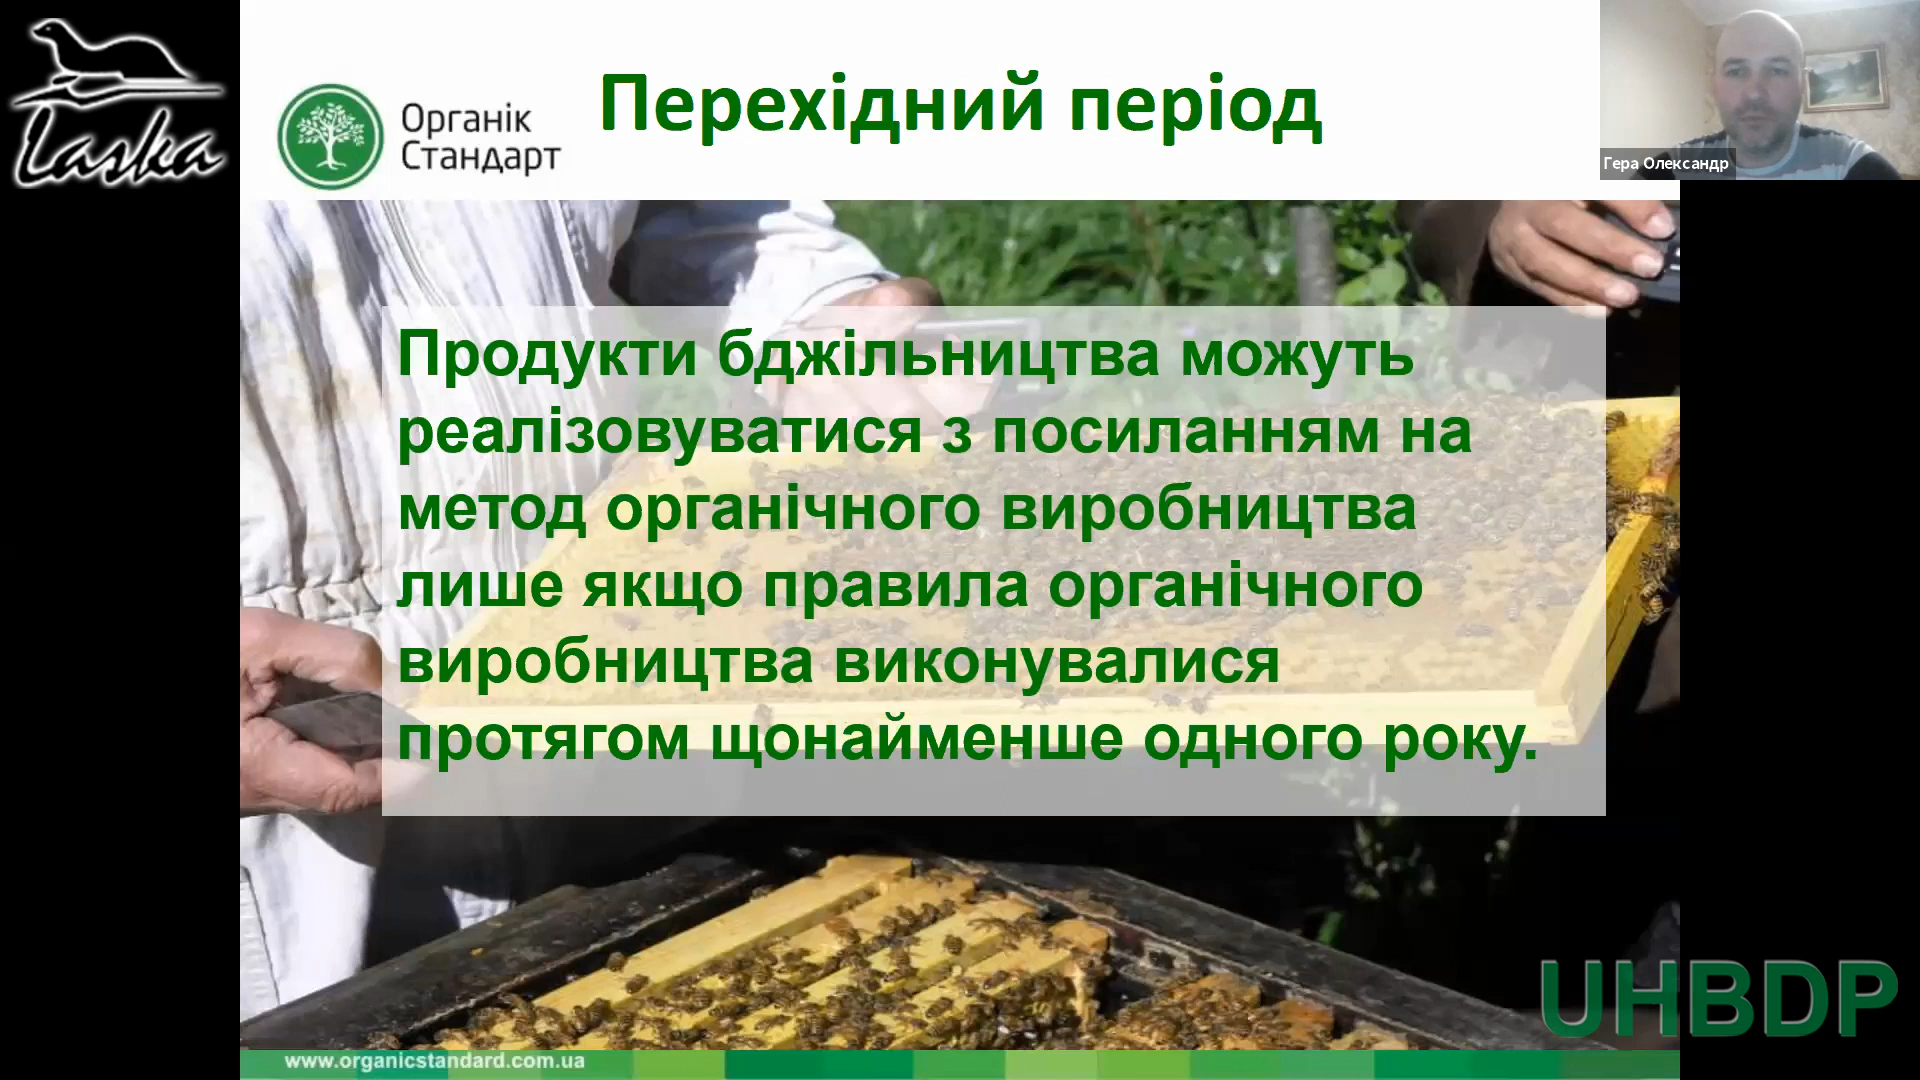 Laska
Органік
Стандарт
Перехідний період
Гера Олександр
Продукти бджільництва можуть
реалізовуватися з посиланням на
метод органічного виробництва
лише якщо правила органічного
виробництва виконувалися
протягом щонайменше одного року.
UHBDP
www.organicstandard.com.ua